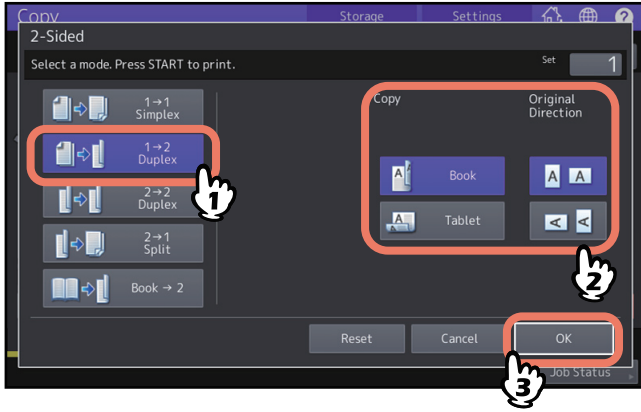 Copy
Storage
Settings
?
2-Sided
Select a mode. Press START to print.
Set
1
1→1
Simplex
1→2
Duplex
2→2
Duplex
2→1
Split
Book → 2
Copy
Original
Direction
A
Book
A A
A
Tablet
A A
Reset
Cancel
OK
Job Status
1
2
3